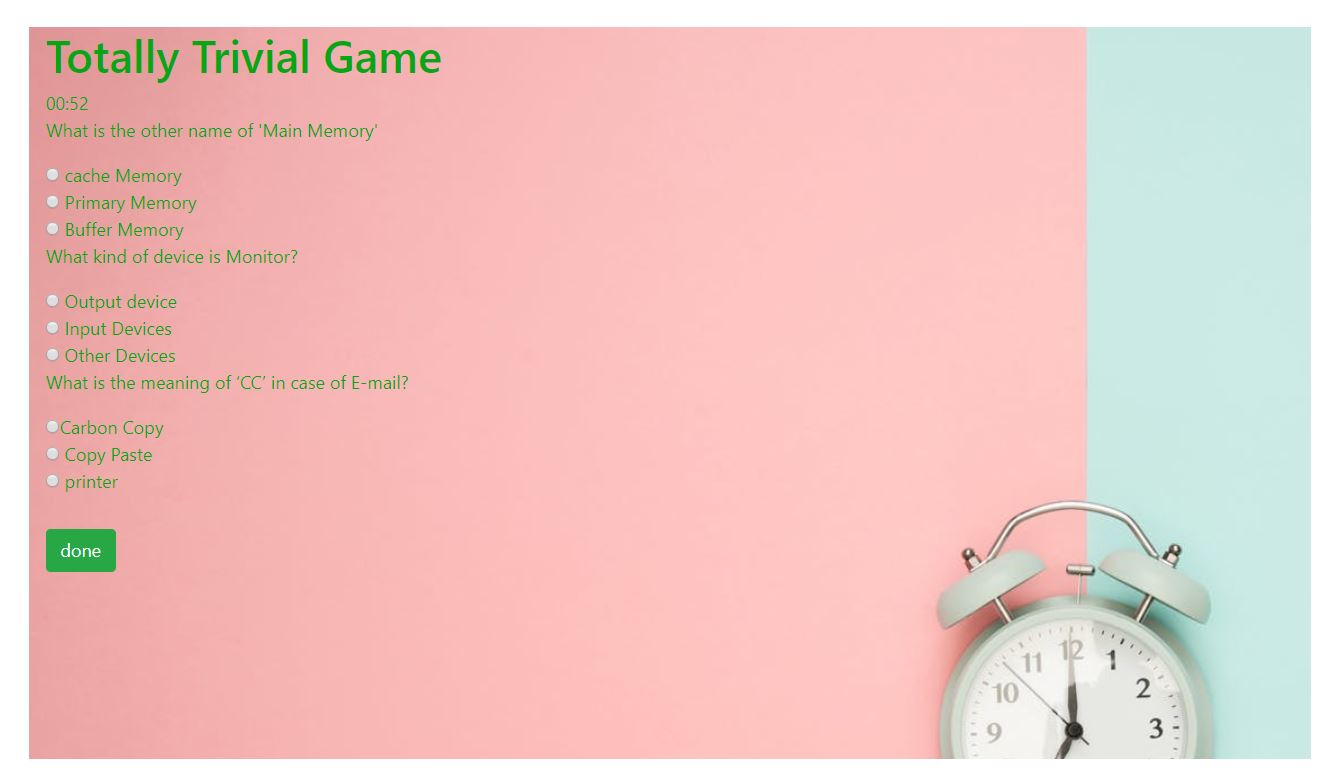 Totally Trivial Game
00:52
What is the other name of 'Main Memory'
cache Memory
Primary Memory
Buffer Memory
What kind of device is Monitor?
Output device
Input Devices
Other Devices
What is the meaning of ‘CC’ in case of E-mail?
Carbon Copy
Copy Paste
printer
done
12
11
1
10
2
9
3